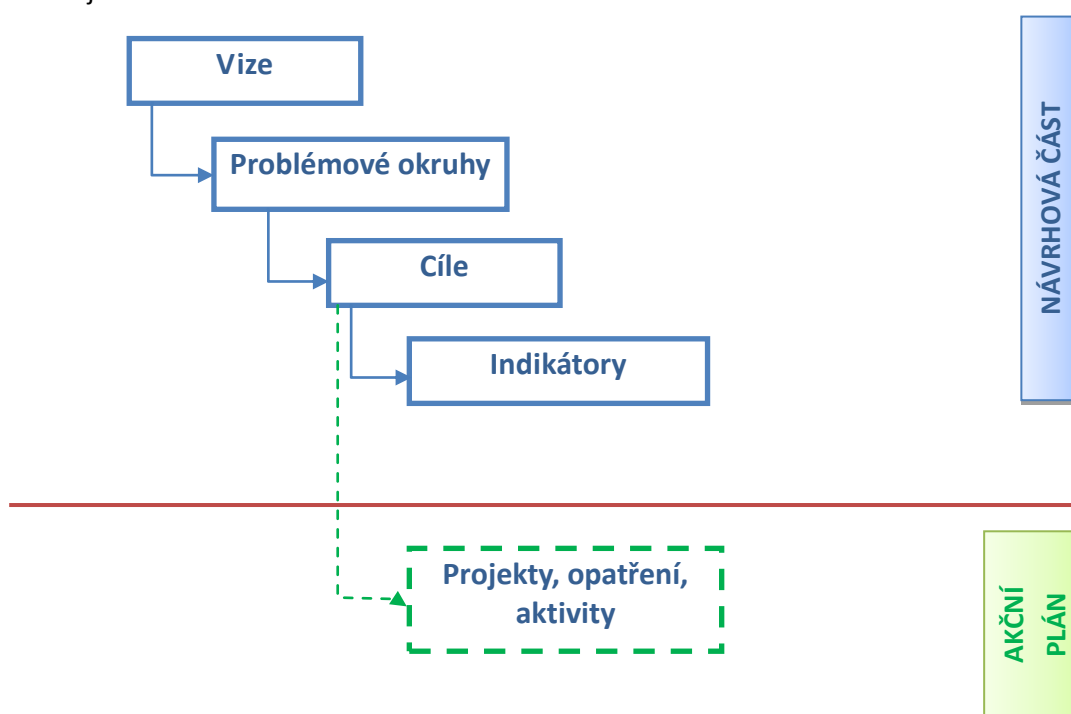 Vize
Problémové okruhy
Cíle
Indikátory
NÁVRHOVÁ ČÁST
Projekty, opatření,
aktivity
AKČNÍ
PLÁN